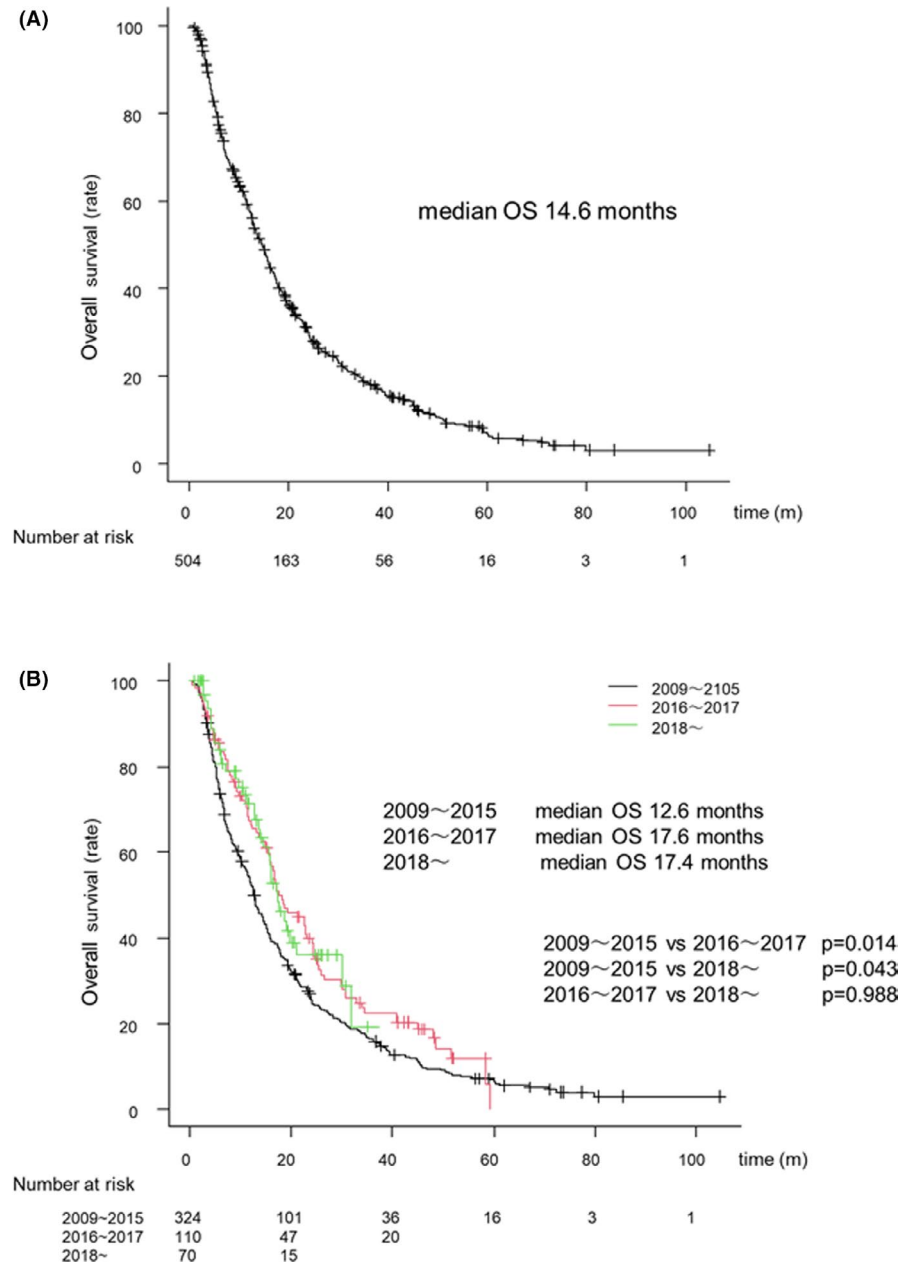 (A)
100
80
60
40
20
0
Overall survival (rate)
median OS 14.6 months
0 20 40 60 80 100 time (m)
Number at risk
504 163 56 16 3 1
(B)
100
80
60
40
20
0
Overall survival (rate)
2009～2105
2016～2017
2018～
2009～2015 median OS 12.6 months
2016～2017 median OS 17.6 months
2018～ median OS 17.4 months
2009～2015 vs 2016～2017 p=0.014
2009～2015 vs 2018～ p=0.043
2016～2017 vs 2018～ p=0.988
0 20 40 60 80 100 time (m)
Number at risk
2009~2015 324 101 36 16 3 1
2016~2017 110 47 20
2018~ 70 15